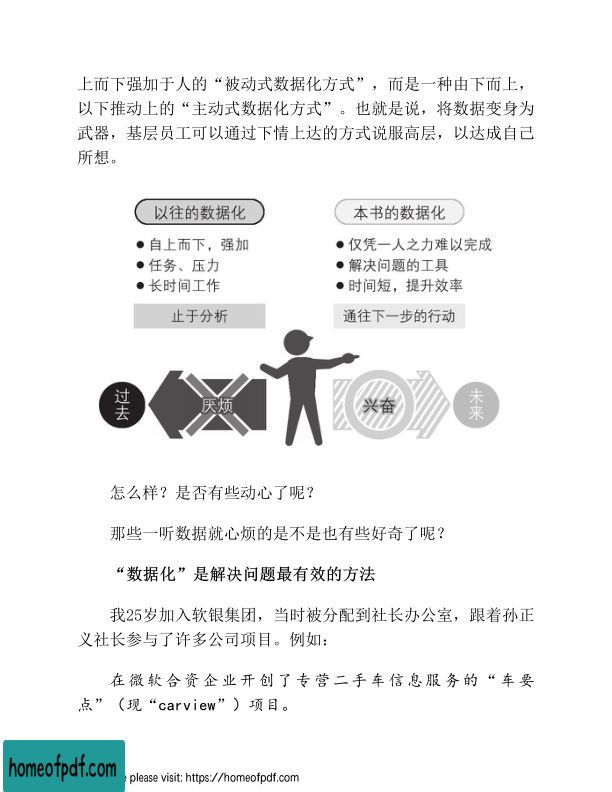 上而下强加于人的“被动式数据化方式”，而是一种由下而上，
以下推动上的“主动式数据化方式”。也就是说，将数据变身为
武器，基层员工可以通过下情上达的方式说服高层，以达成自己
所想。
以往的数据化
●自上而下，强加
●任务、压力
●长时间工作
止于分析
本书的数据化
●仅凭一人之力难以完成
●解决问题的工具
●时间短，提升效率
通往下一步的行动
过
去
厌烦
兴奋
未
来
怎么样？是否有些动心了呢？
那些一听数据就心烦的是不是也有些好奇了呢？
“数据化”是解决问题最有效的方法
我25岁加入软银集团，当时被分配到社长办公室，跟着孙正
义社长参与了许多公司项目。例如：
在微软合资企业开创了专营二手车信息服务的“车要
点”（现“carview”）项目。
homeofpdf.com
e please visit: https://homeofpdf.com